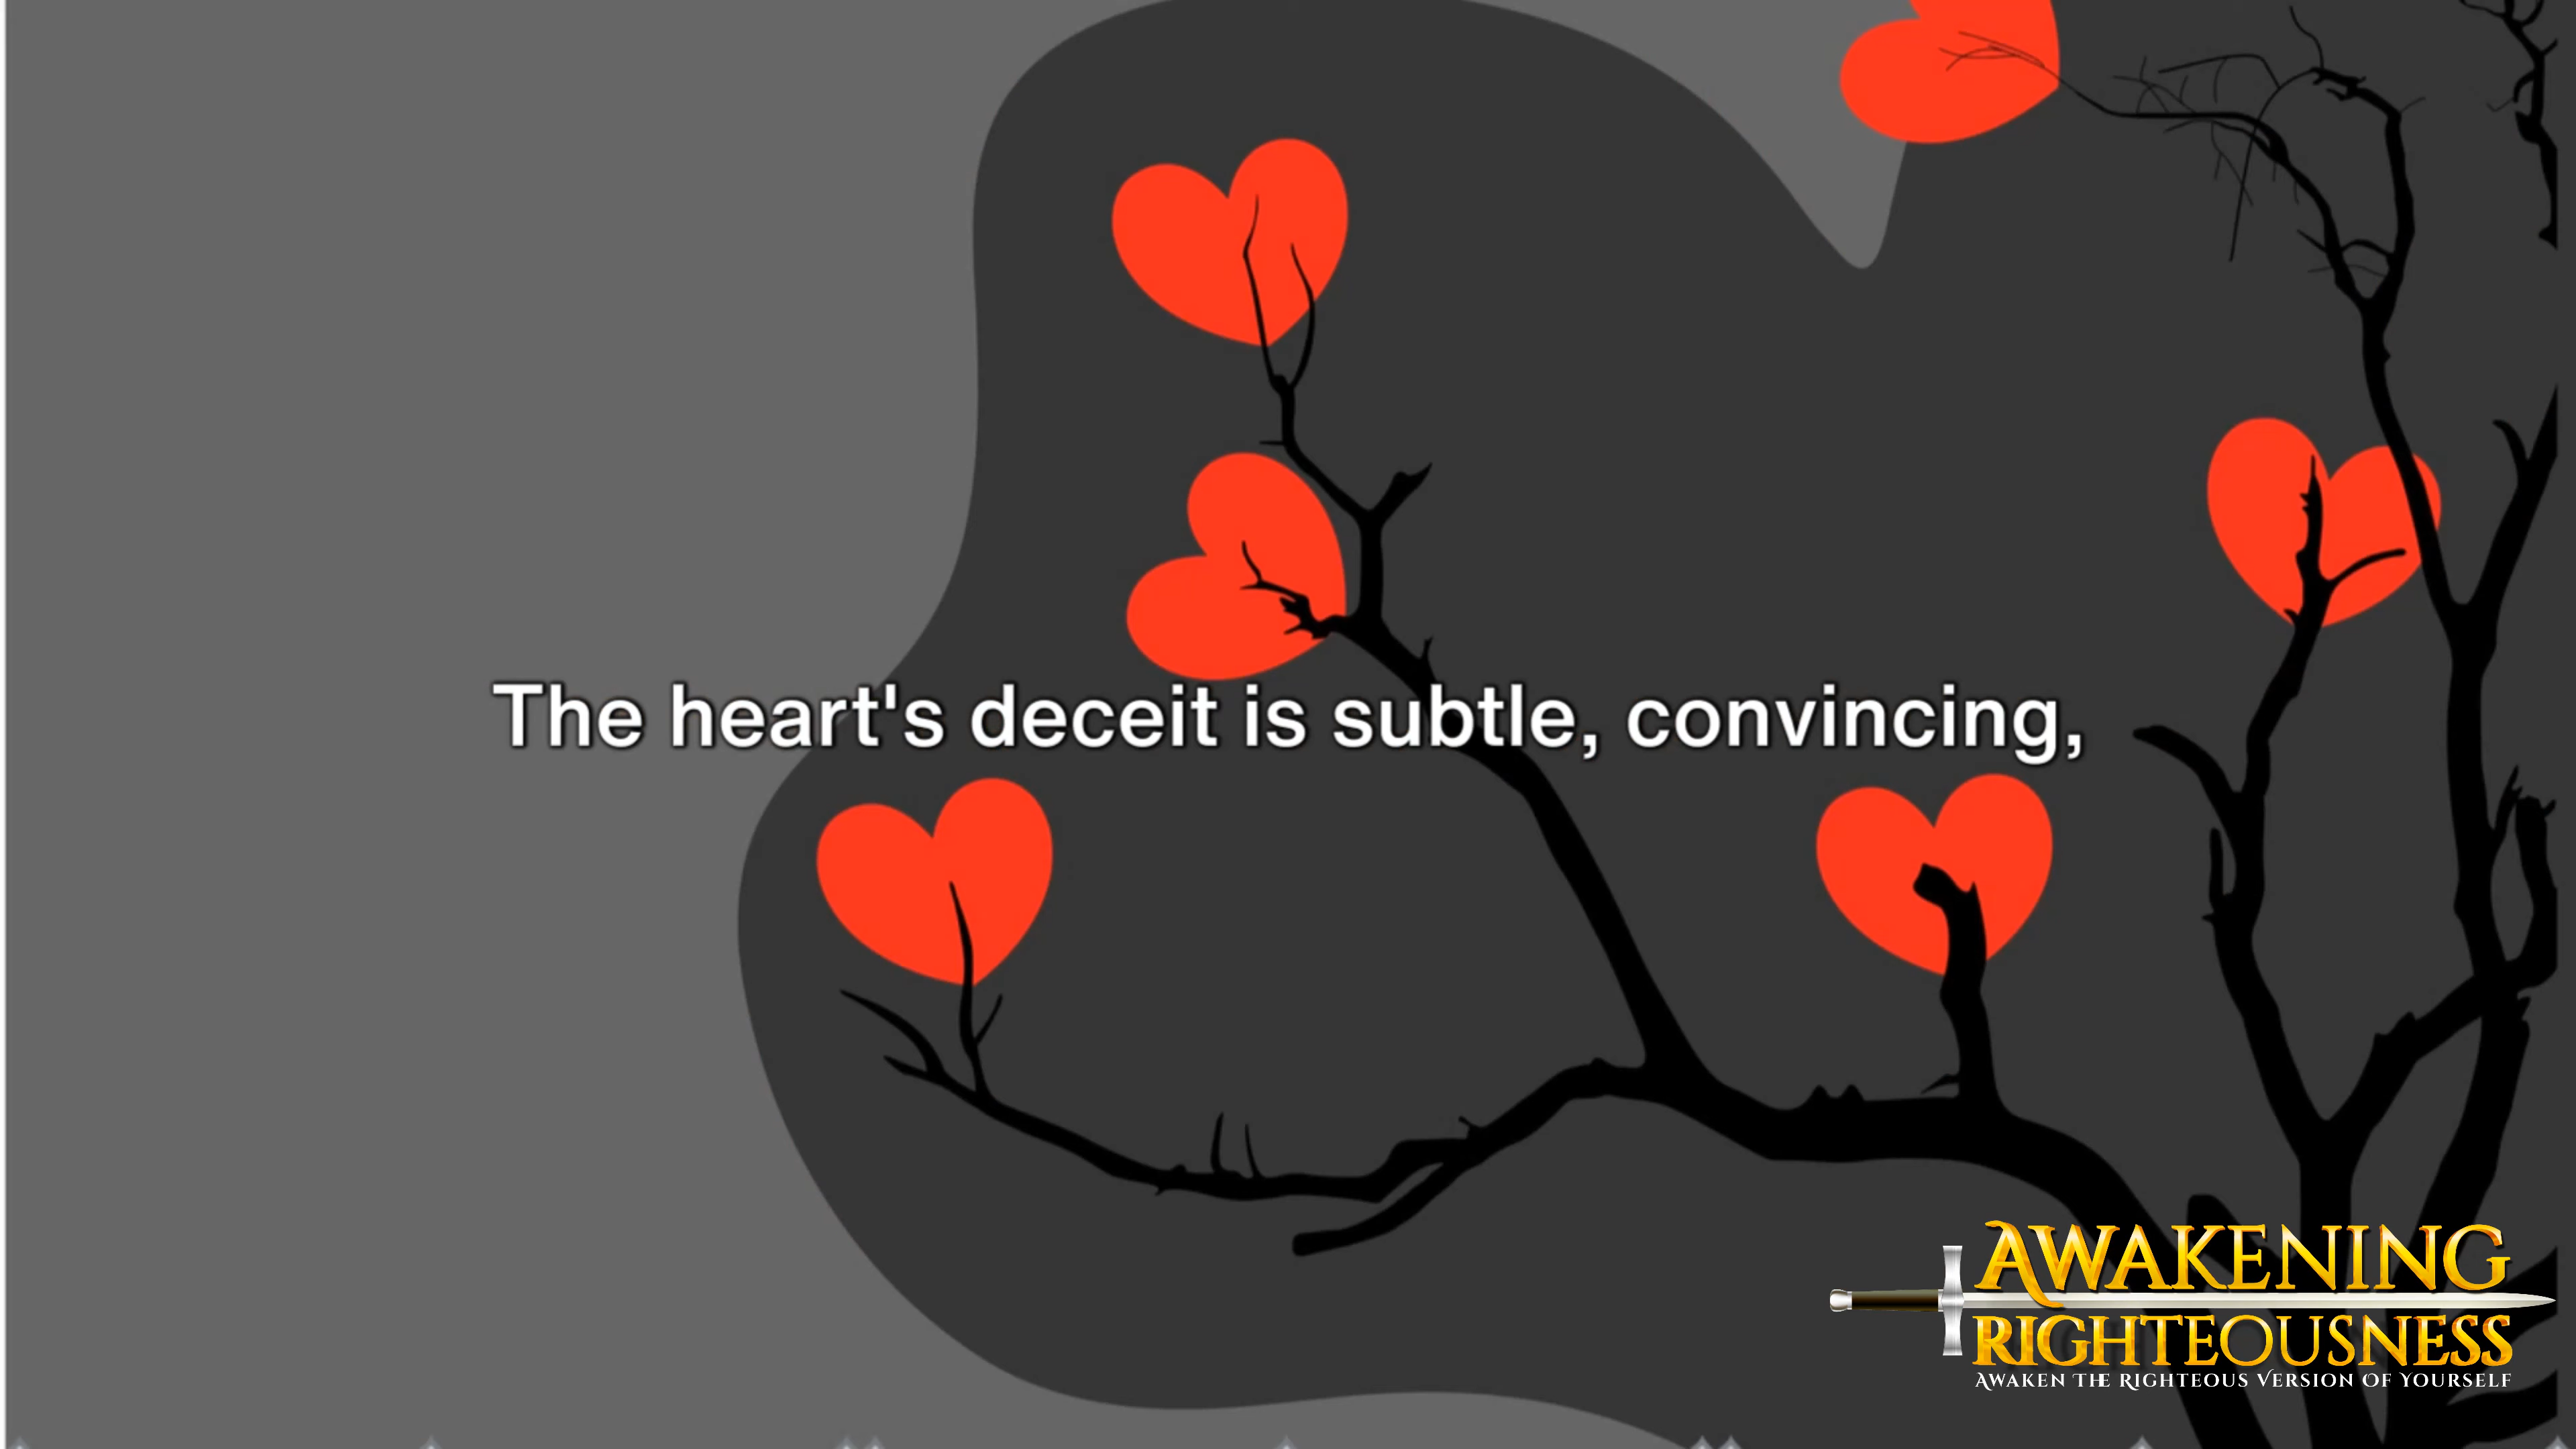 The heart's deceit is subtle, convincing,
AWAKENING
RIGHTEOUSNESS
AWAKEN THE RIGHTEOUS VERSION OF YOURSELF